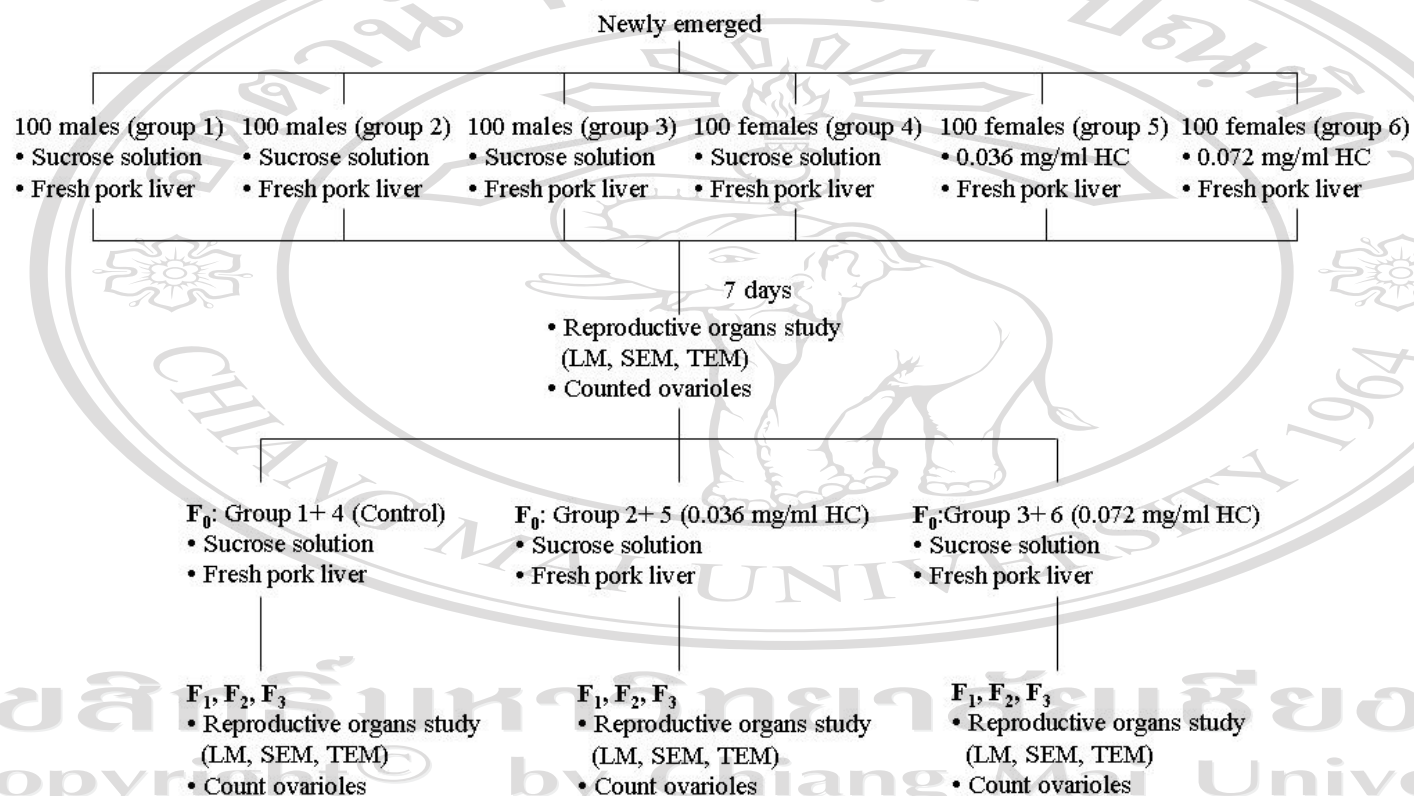 Newly emerged
100 males (group 1) 100 males (group 2) 100 males (group 3) 100 females (group 4) 100 females (group 5) 100 females (group 6)
• Sucrose solution • Sucrose solution • Sucrose solution • Sucrose solution • 0.036 mg/ml HC • 0.072 mg/ml HC
• Fresh pork liver • Fresh pork liver • Fresh pork liver • Fresh pork liver • Fresh pork liver • Fresh pork liver
7 days
• Reproductive organs study
(LM, SEM, TEM)
• Counted ovarioles
F₀: Group 1+ 4 (Control) F₀: Group 2+ 5 (0.036 mg/ml HC) F₀:Group 3+ 6 (0.072 mg/ml HC)
• Sucrose solution • Sucrose solution • Sucrose solution
• Fresh pork liver • Fresh pork liver • Fresh pork liver
F₁, F₂, F₃ F₁, F₂, F₃ F₁, F₂, F₃
• Reproductive organs study • Reproductive organs study • Reproductive organs study
(LM, SEM, TEM) (LM, SEM, TEM) (LM, SEM, TEM)
• Count ovarioles • Count ovarioles • Count ovarioles
CHIANG MAI UNIVERSITY 1964
by Chiang Mai